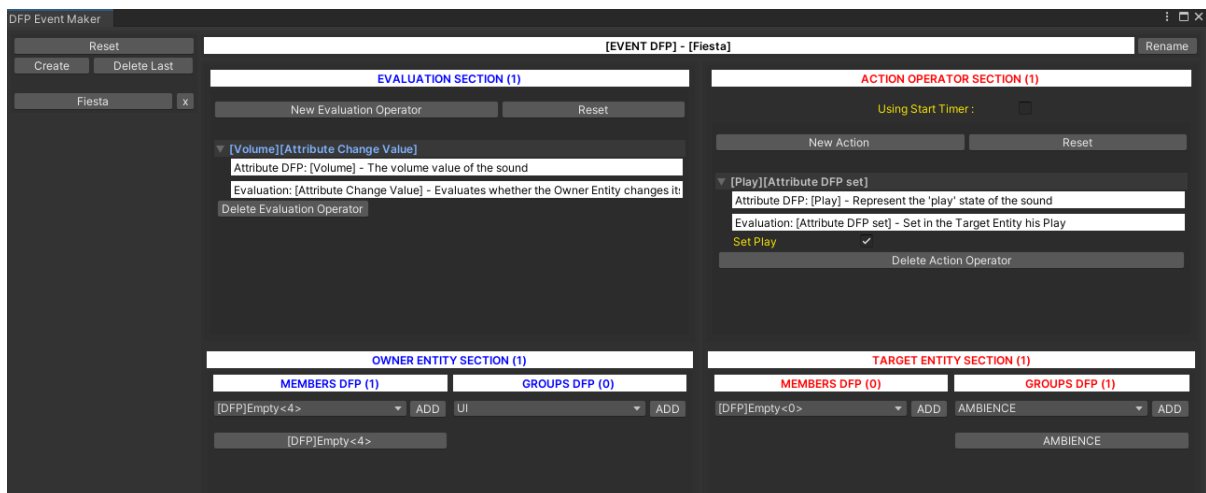 DFP Event Maker
Reset
Create Delete Last
Fiesta x
[EVENT DFP] - [Fiesta] Rename
EVALUATION SECTION (1)
New Evaluation Operator Reset
[Volume][Attribute Change Value]
Attribute DFP: [Volume] - The volume value of the sound
Evaluation: [Attribute Change Value] - Evaluates whether the Owner Entity changes it
Delete Evaluation Operator
ACTION OPERATOR SECTION (1)
Using Start Timer :
New Action Reset
[Play][Attribute DFP set]
Attribute DFP: [Play] - Represent the 'play' state of the sound
Evaluation: [Attribute DFP set] - Set in the Target Entity his Play
Set Play
Delete Action Operator
OWNER ENTITY SECTION (1)
MEMBERS DFP (1) GROUPS DFP (0)
[DFP]Empty<4> ADD UI ADD
[DFP]Empty<4>
TARGET ENTITY SECTION (1)
MEMBERS DFP (0) GROUPS DFP (1)
[DFP]Empty<0> ADD AMBIENCE ADD
AMBIENCE